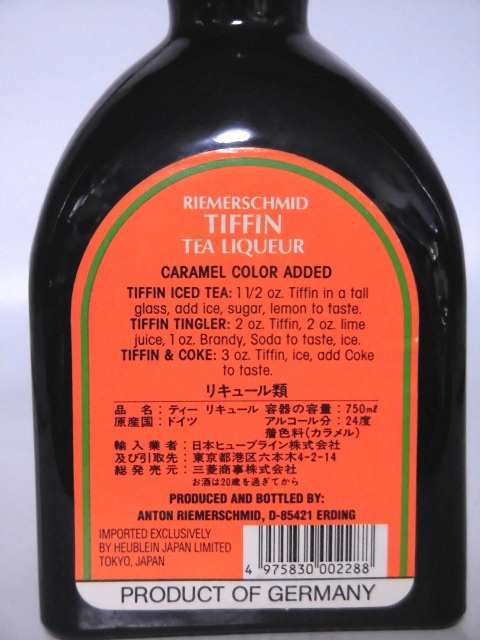 RIEMERSCHMID
TIFFIN
TEA LIQUEUR
CARAMEL COLOR ADDED
TIFFIN ICED TEA: 1 1/2 oz. Tiffin in a tall
glass, add ice, sugar, lemon to taste.
TIFFIN TINGLER: 2 oz. Tiffin, 2 oz. lime
juice, 1 oz. Brandy, Soda to taste, ice.
TIFFIN & COKE: 3 oz. Tiffin, ice, add Coke
to taste.
リキュール類
品名:ティー リキュール 容器の容量:750㎖
原産国:ドイツ アルコール分:24度
着色料(カラメル)
輸入業者:日本ヒューブライン株式会社
及び引取先:東京都港区六本木4-2-14
総発売元:三菱商事株式会社
お酒は20歳を過ぎてから
PRODUCED AND BOTTLED BY:
ANTON RIEMERSCHMID, D-85421 ERDING
IMPORTED EXCLUSIVELY
BY HEUBLEIN JAPAN LIMITED
TOKYO, JAPAN
4 975830 002288
PRODUCT OF GERMANY